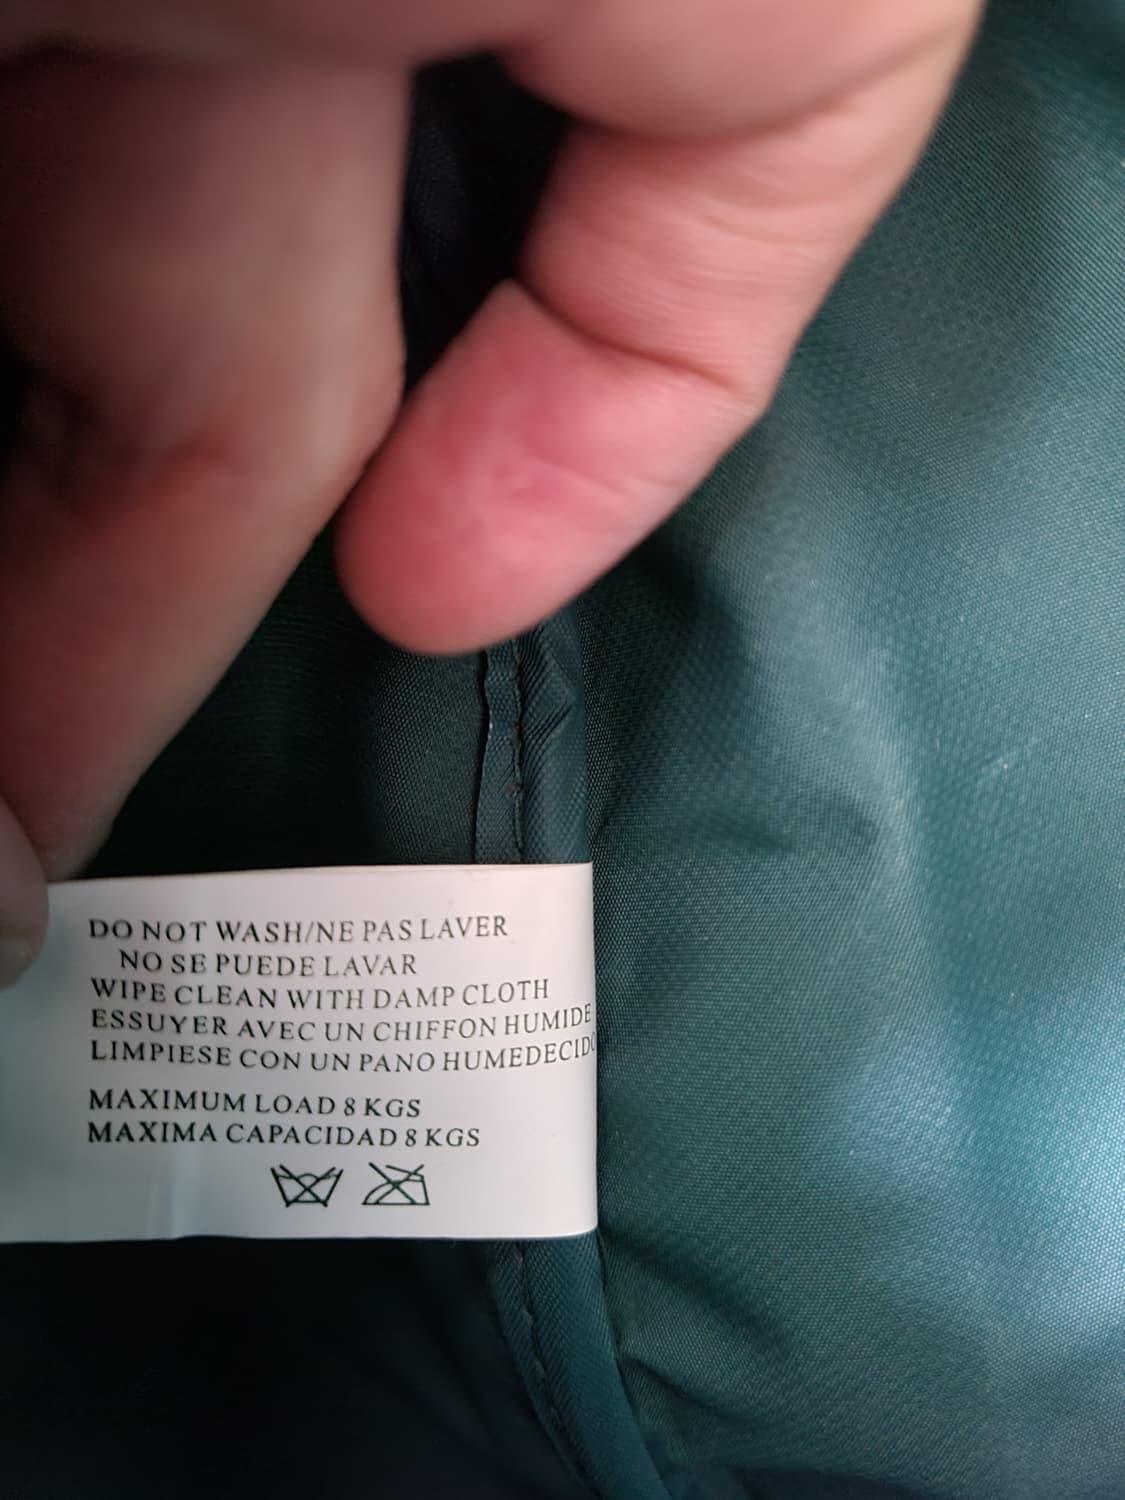 DO NOT WASH/NE PAS LAVER
NO SE PUEDE LAVAR
WIPE CLEAN WITH DAMP CLOTH
ESSUYER AVEC UN CHIFFON HUMIDE
LIMPIESE CON UN PANO HUMEDECIDO
MAXIMUM LOAD 8 KGS
MAXIMA CAPACIDAD 8 KGS